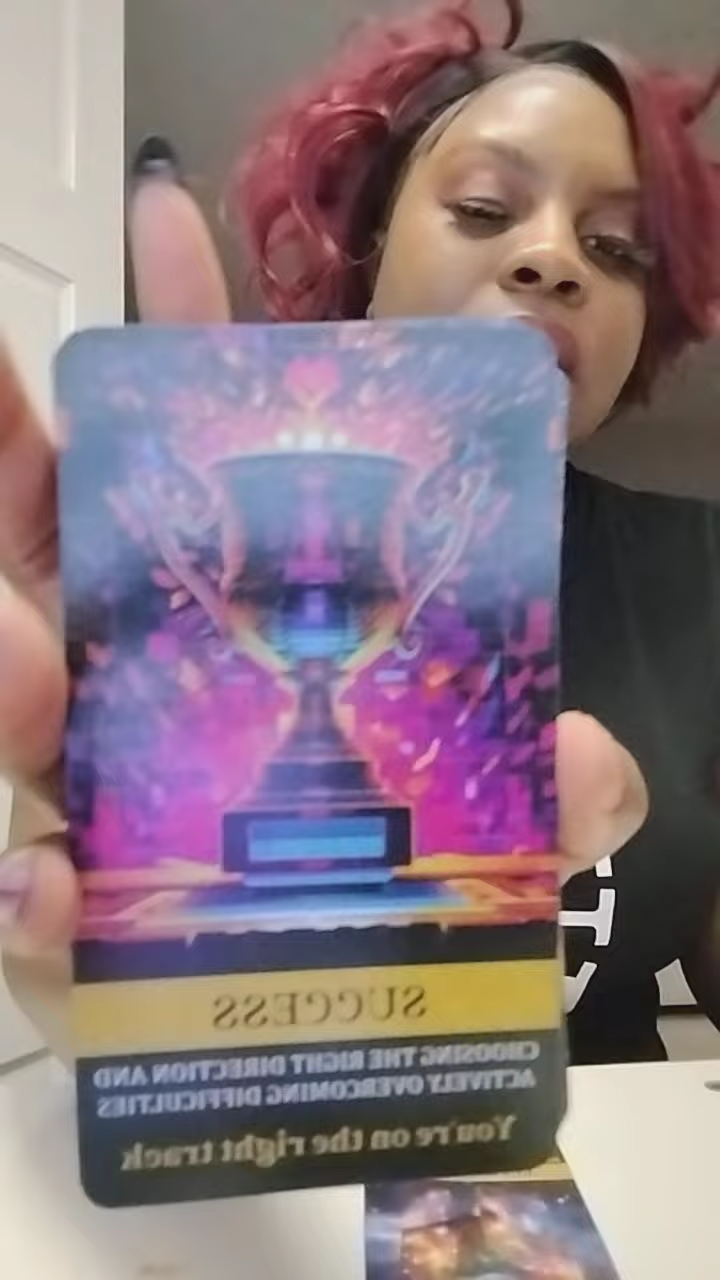 SUCCESS
CHOOSING THE RIGHT DIRECTION AND
ACTIVELY OVERCOMING DIFFICULTIES
You're on the right track